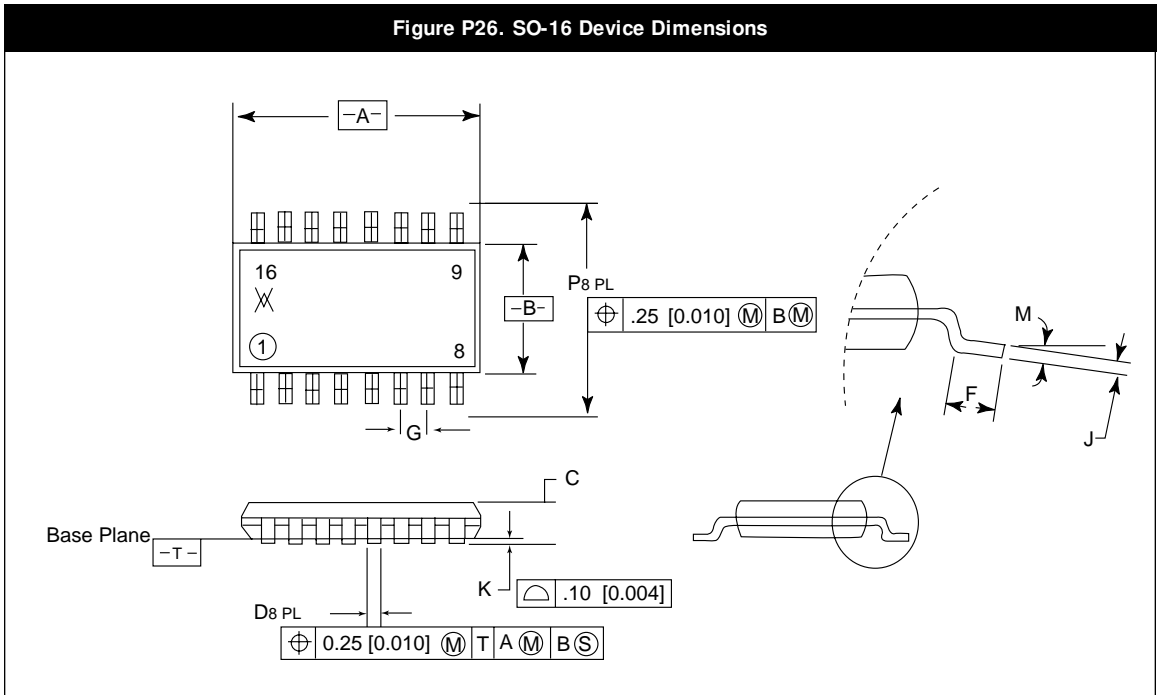 Figure P26. SO-16 Device Dimensions
–A–
16
9
1
8
–B–
P8 PL
.25 [0.010] Ⓜ B Ⓜ
G
M
F
J
C
Base Plane
–T–
K
.10 [0.004]
D8 PL
0.25 [0.010] Ⓜ T A Ⓜ B Ⓢ